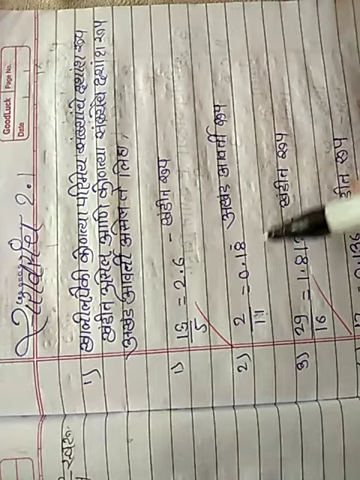 GoodLuck Page No.
Date
सरावसंच 2.1
1) खालीलपैकी कोणत्या परिमेय संख्यांचे दशांश रूप
खंडीत असेल आणि कोणत्या संख्येचे दशांश रूप
अखंड आवर्ती असेल ते लिहा
1) 13/5 = 2.6 - खंडीत रूप
2) 2/11 = 0.18 अखंड आवर्ती रूप
3) 29/16 = 1.81 खंडीत रूप
रूप